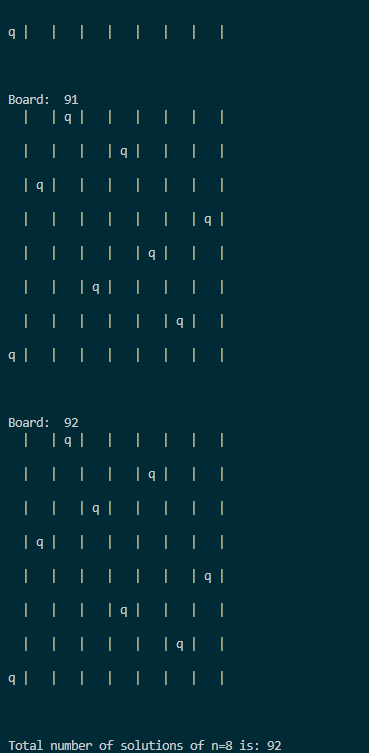 q |   |   |   |   |   |   |   |
Board:  91
  |   | q |   |   |   |   |   |
  |   |   |   | q |   |   |   |
  | q |   |   |   |   |   |   |
  |   |   |   |   |   |   | q |
  |   |   |   |   | q |   |   |
  |   |   | q |   |   |   |   |
  |   |   |   |   |   | q |   |
q |   |   |   |   |   |   |   |
Board:  92
  |   | q |   |   |   |   |   |
  |   |   |   |   | q |   |   |
  |   |   | q |   |   |   |   |
  | q |   |   |   |   |   |   |
  |   |   |   |   |   |   | q |
  |   |   |   | q |   |   |   |
  |   |   |   |   |   | q |   |
q |   |   |   |   |   |   |   |
Total number of solutions of n=8 is: 92